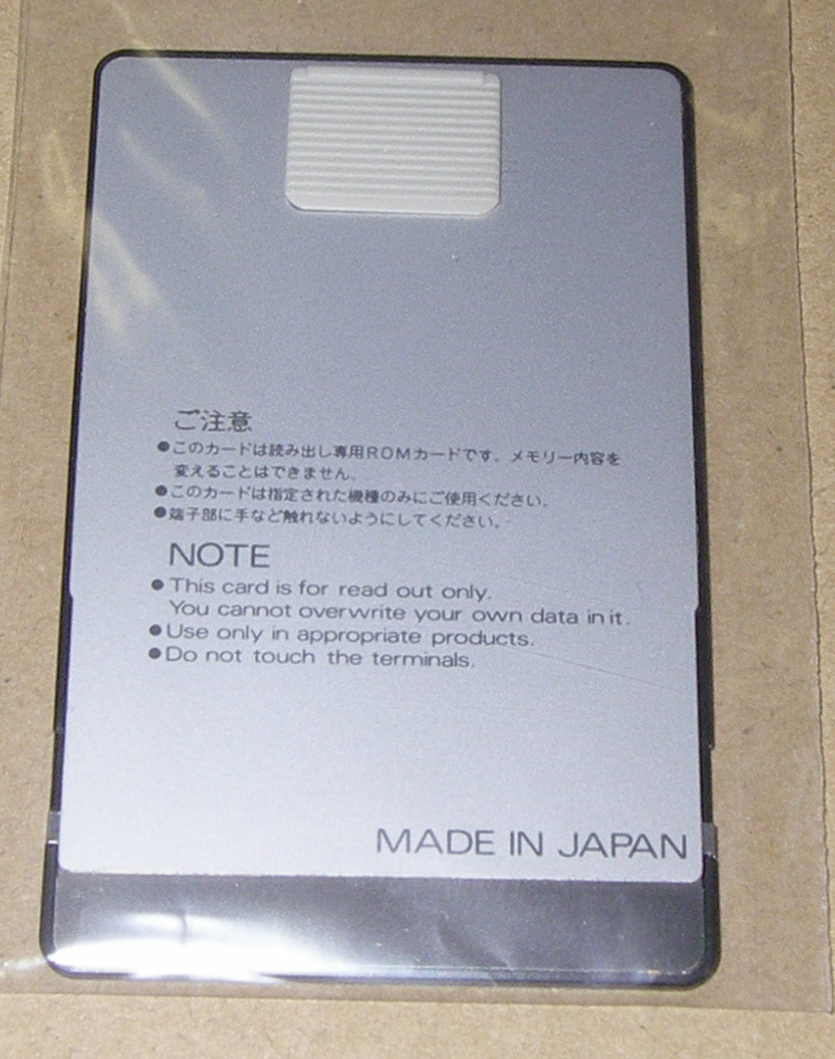 ご注意
●このカードは読み出し専用ROMカードです。メモリー内容を
変えることはできません。
●このカードは指定された機種のみにご使用ください。
●端子部に手など触れないようにしてください。
NOTE
●This card is for read out only.
You cannot overwrite your own data in it.
●Use only in appropriate products.
●Do not touch the terminals.
MADE IN JAPAN